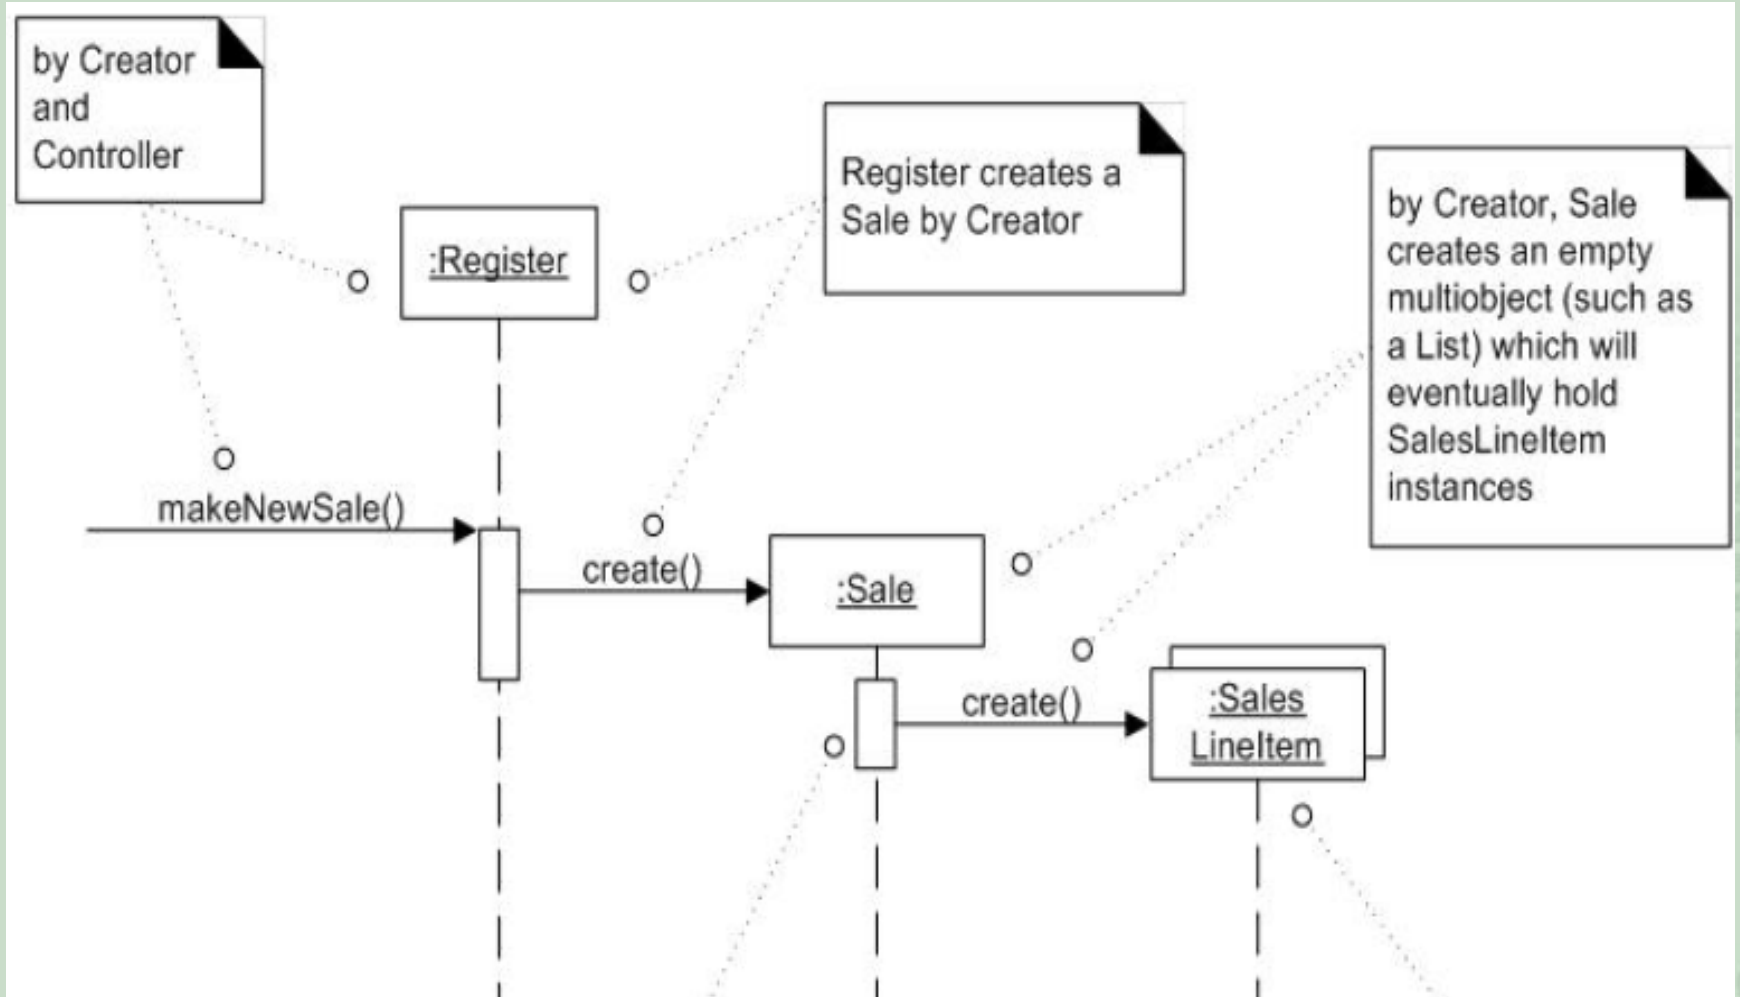 by Creator
and
Controller
:Register
Register creates a
Sale by Creator
by Creator, Sale
creates an empty
multiobject (such as
a List) which will
eventually hold
SalesLineItem
instances
makeNewSale()
create()
:Sale
create()
:Sales
LineItem